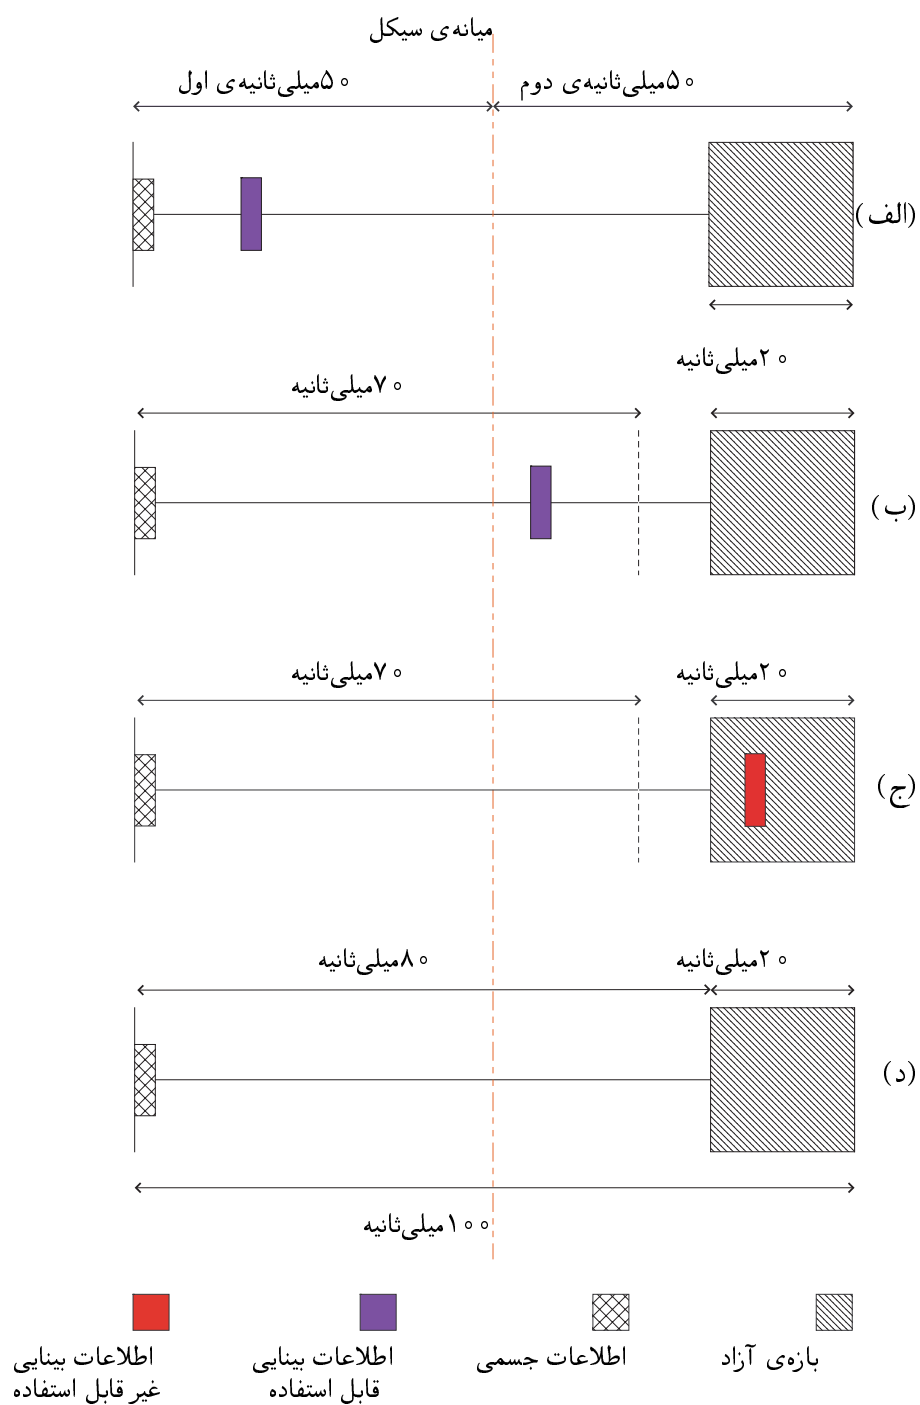 میانه‌ی سیکل
۵۰میلی‌ثانیه‌ی اول
۵۰میلی‌ثانیه‌ی دوم
(الف)
۲۰میلی‌ثانیه
۷۰میلی‌ثانیه
(ب)
۷۰میلی‌ثانیه
۲۰میلی‌ثانیه
(ج)
۸۰میلی‌ثانیه
۲۰میلی‌ثانیه
(د)
۱۰۰میلی‌ثانیه
بازه‌ی آزاد
اطلاعات جسمی
اطلاعات بینایی
قابل استفاده
اطلاعات بینایی
غیر قابل استفاده